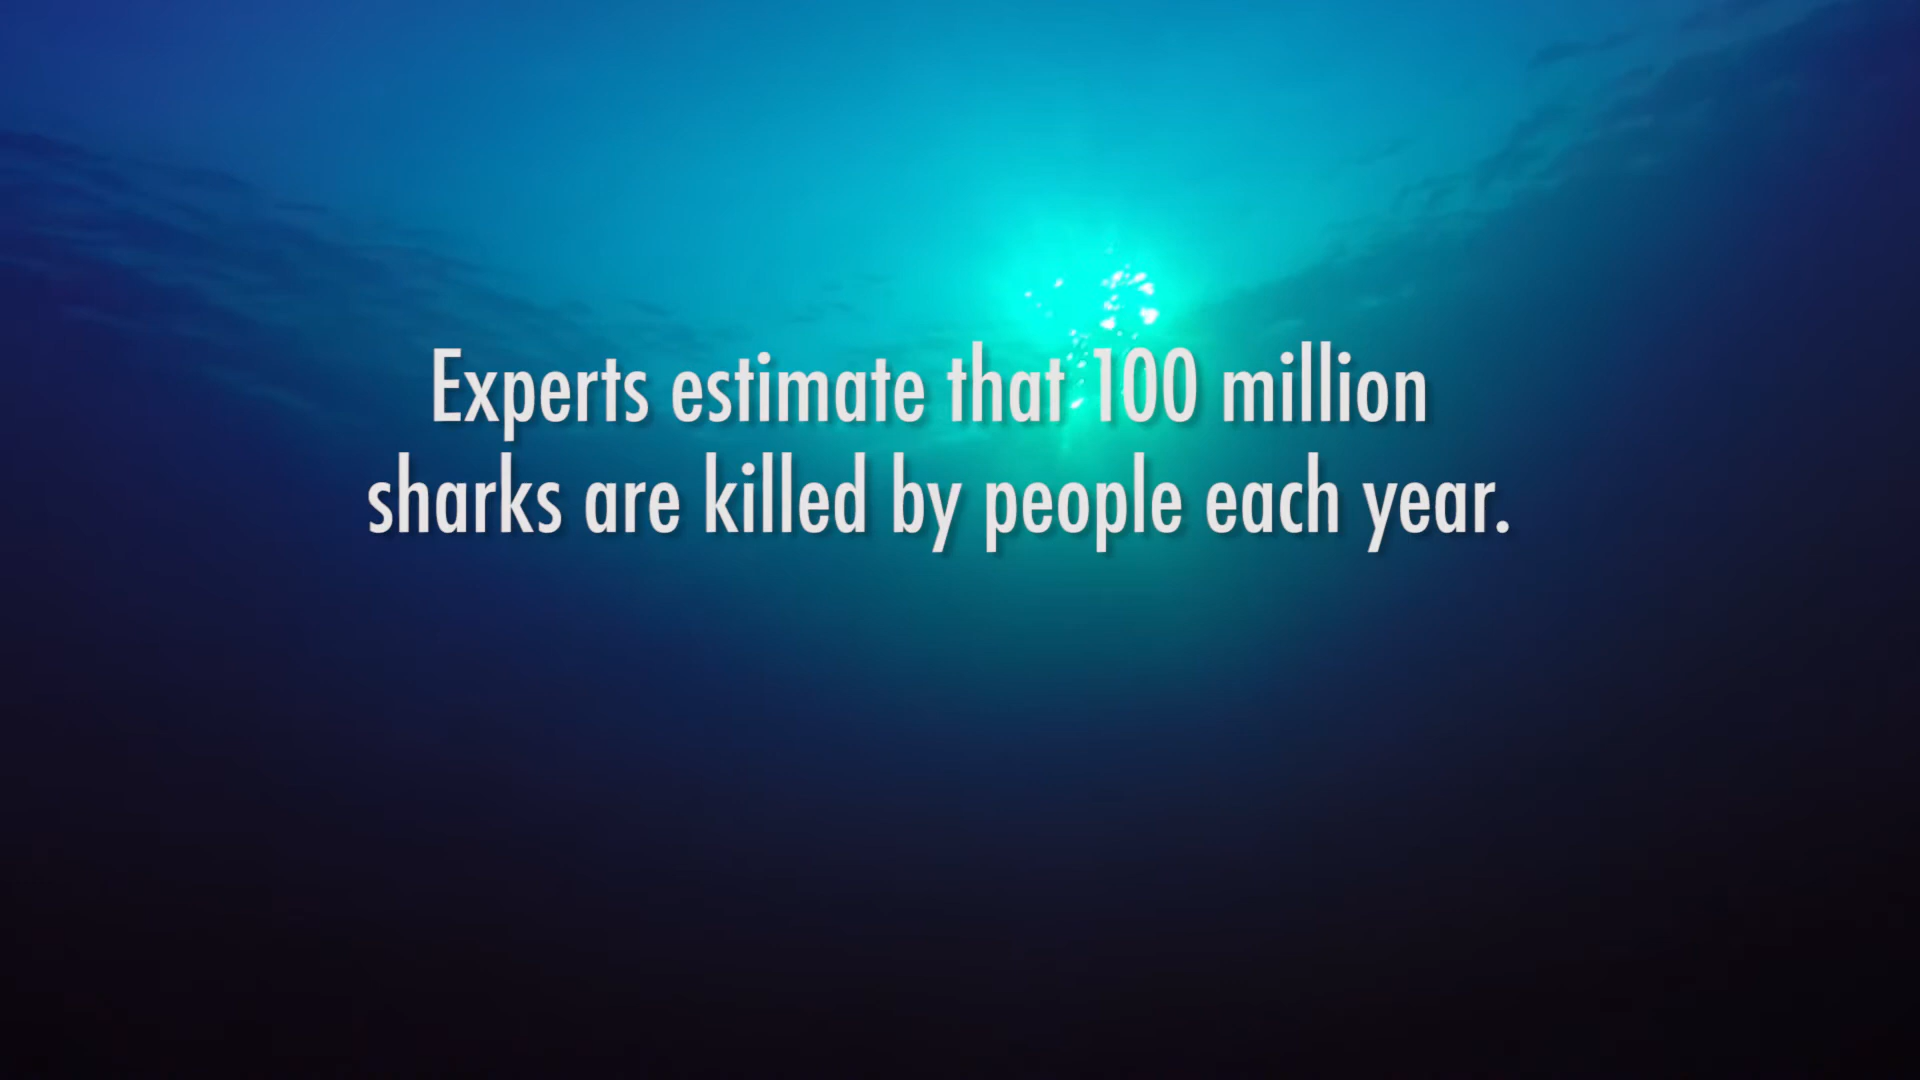 Experts estimate that 100 million
sharks are killed by people each year.